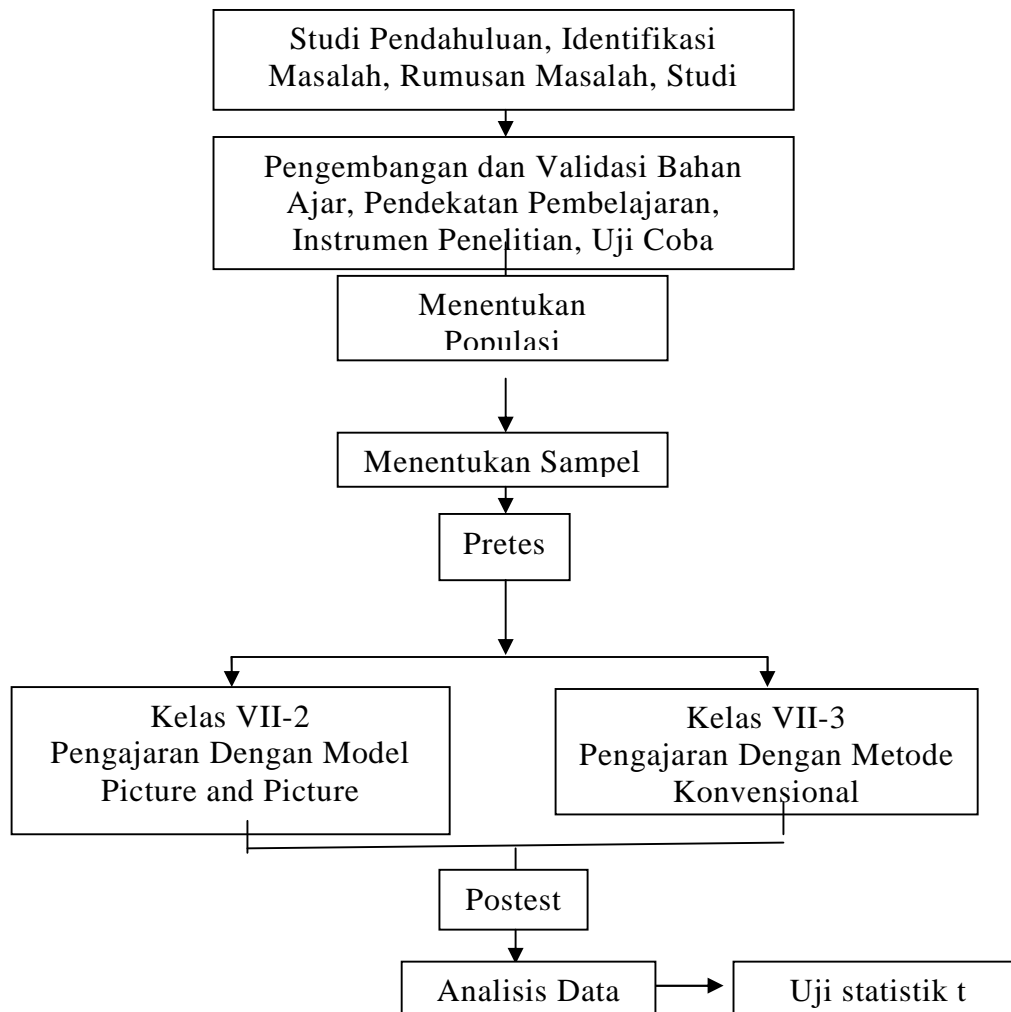 Studi Pendahuluan, Identifikasi
Masalah, Rumusan Masalah, Studi
Pengembangan dan Validasi Bahan
Ajar, Pendekatan Pembelajaran,
Instrumen Penelitian, Uji Coba
Menentukan
Populasi
Menentukan Sampel
Pretes
Kelas VII-2
Pengajaran Dengan Model
Picture and Picture
Kelas VII-3
Pengajaran Dengan Metode
Konvensional
Postest
Analisis Data
Uji statistik t